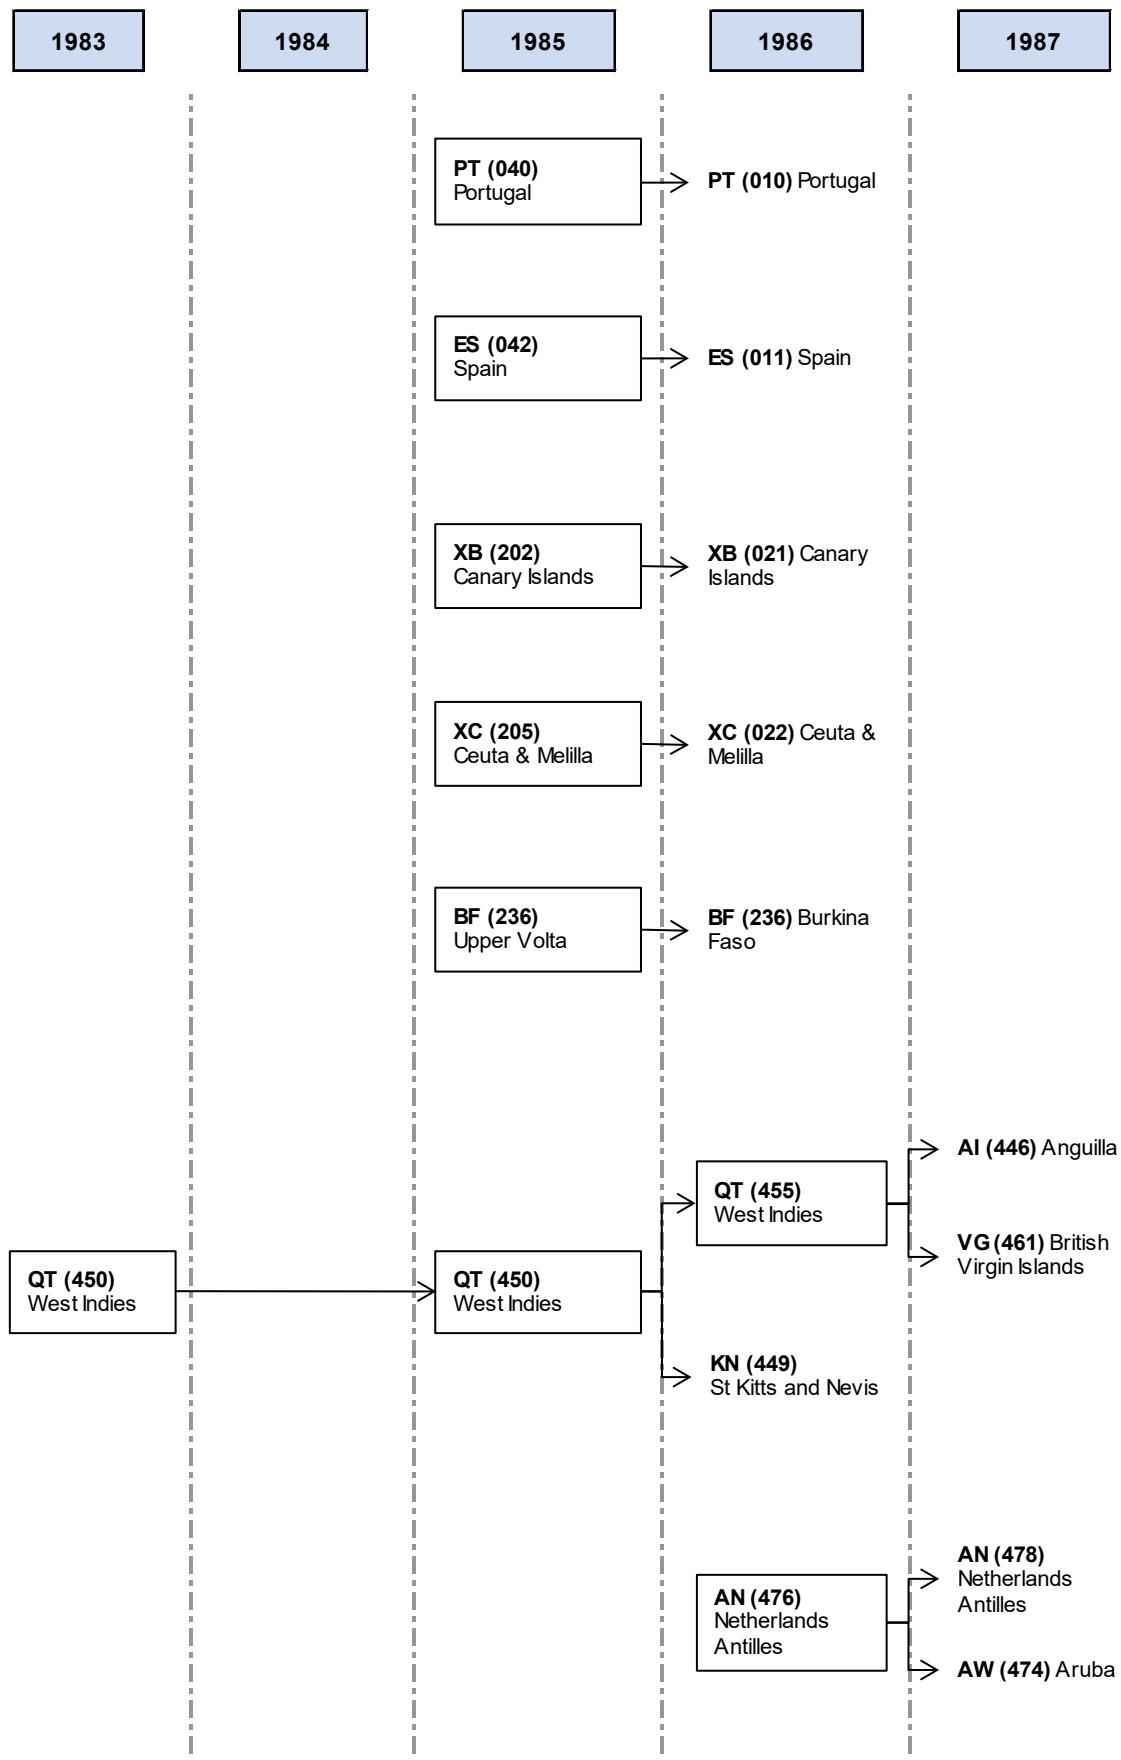 1983 1984 1985 1986 1987
PT (040)
Portugal
PT (010) Portugal
ES (042)
Spain
ES (011) Spain
XB (202)
Canary Islands
XB (021) Canary
Islands
XC (205)
Ceuta & Melilla
XC (022) Ceuta &
Melilla
BF (236)
Upper Volta
BF (236) Burkina
Faso
AI (446) Anguilla
QT (455)
West Indies
VG (461) British
Virgin Islands
QT (450)
West Indies
QT (450)
West Indies
KN (449)
St Kitts and Nevis
AN (478)
Netherlands
Antilles
AN (476)
Netherlands
Antilles
AW (474) Aruba